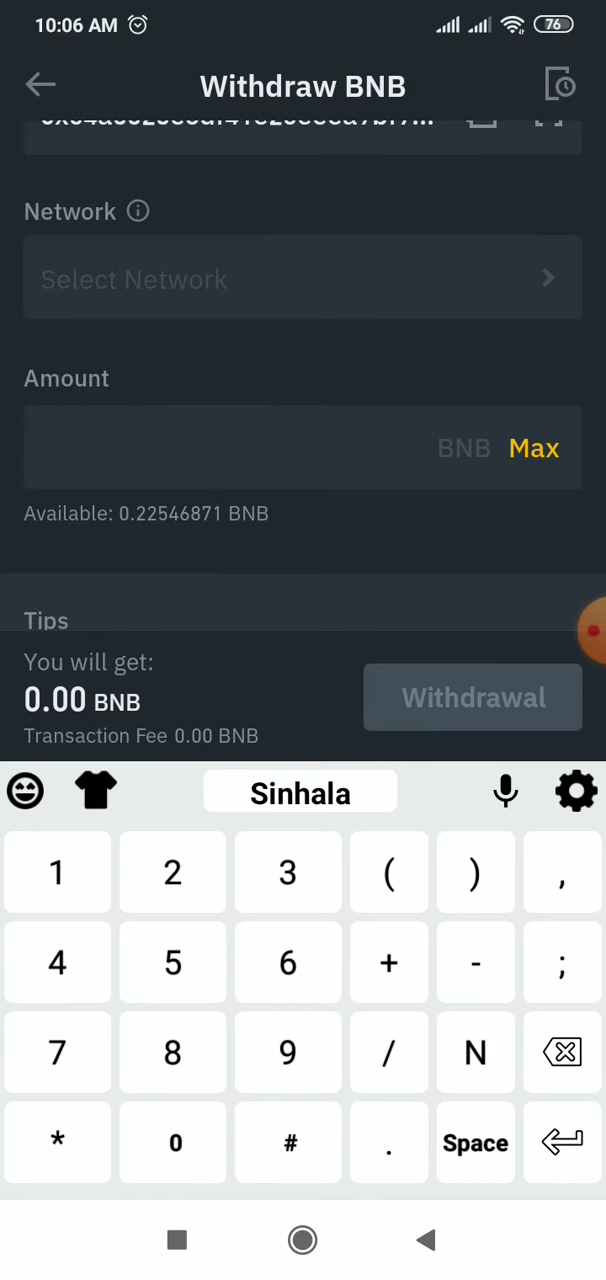 10:06 AM
76
Withdraw BNB
Network
Select Network
Amount
BNB Max
Available: 0.22546871 BNB
Tips
You will get:
0.00 BNB
Withdrawal
Transaction Fee 0.00 BNB
Sinhala
1 2 3 ( ) ,
4 5 6 + - ;
7 8 9 / N
* 0 # . Space